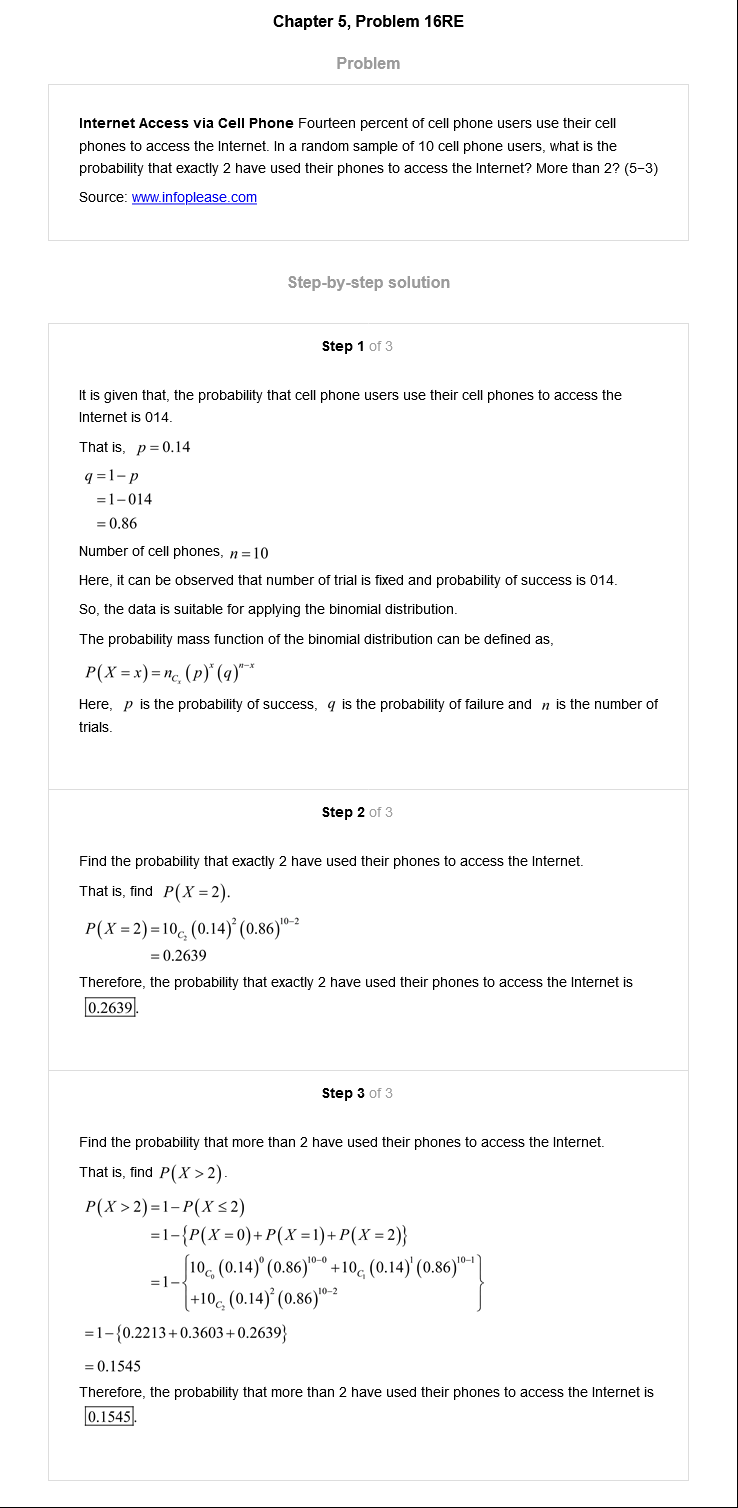 Chapter 5, Problem 16RE
Problem
Internet Access via Cell Phone Fourteen percent of cell phone users use their cell
phones to access the Internet. In a random sample of 10 cell phone users, what is the
probability that exactly 2 have used their phones to access the Internet? More than 2? (5−3)
Source: www.infoplease.com
Step-by-step solution
Step 1 of 3
It is given that, the probability that cell phone users use their cell phones to access the
Internet is 014.
That is, p = 0.14
q = 1 − p
= 1 − 014
= 0.86
Number of cell phones, n = 10
Here, it can be observed that number of trial is fixed and probability of success is 014.
So, the data is suitable for applying the binomial distribution.
The probability mass function of the binomial distribution can be defined as,
P(X = x) = n_{C_x} (p)^x (q)^{n−x}
Here, p is the probability of success, q is the probability of failure and n is the number of
trials.
Step 2 of 3
Find the probability that exactly 2 have used their phones to access the Internet.
That is, find P(X = 2).
P(X = 2) = 10_{C_2} (0.14)^2 (0.86)^{10−2}
= 0.2639
Therefore, the probability that exactly 2 have used their phones to access the Internet is
0.2639.
Step 3 of 3
Find the probability that more than 2 have used their phones to access the Internet.
That is, find P(X > 2).
P(X > 2) = 1 − P(X ≤ 2)
= 1 − {P(X = 0) + P(X = 1) + P(X = 2)}
= 1 − {10_{C_0} (0.14)^0 (0.86)^{10−0} + 10_{C_1} (0.14)^1 (0.86)^{10−1}
+ 10_{C_2} (0.14)^2 (0.86)^{10−2}}
= 1 − {0.2213 + 0.3603 + 0.2639}
= 0.1545
Therefore, the probability that more than 2 have used their phones to access the Internet is
0.1545.